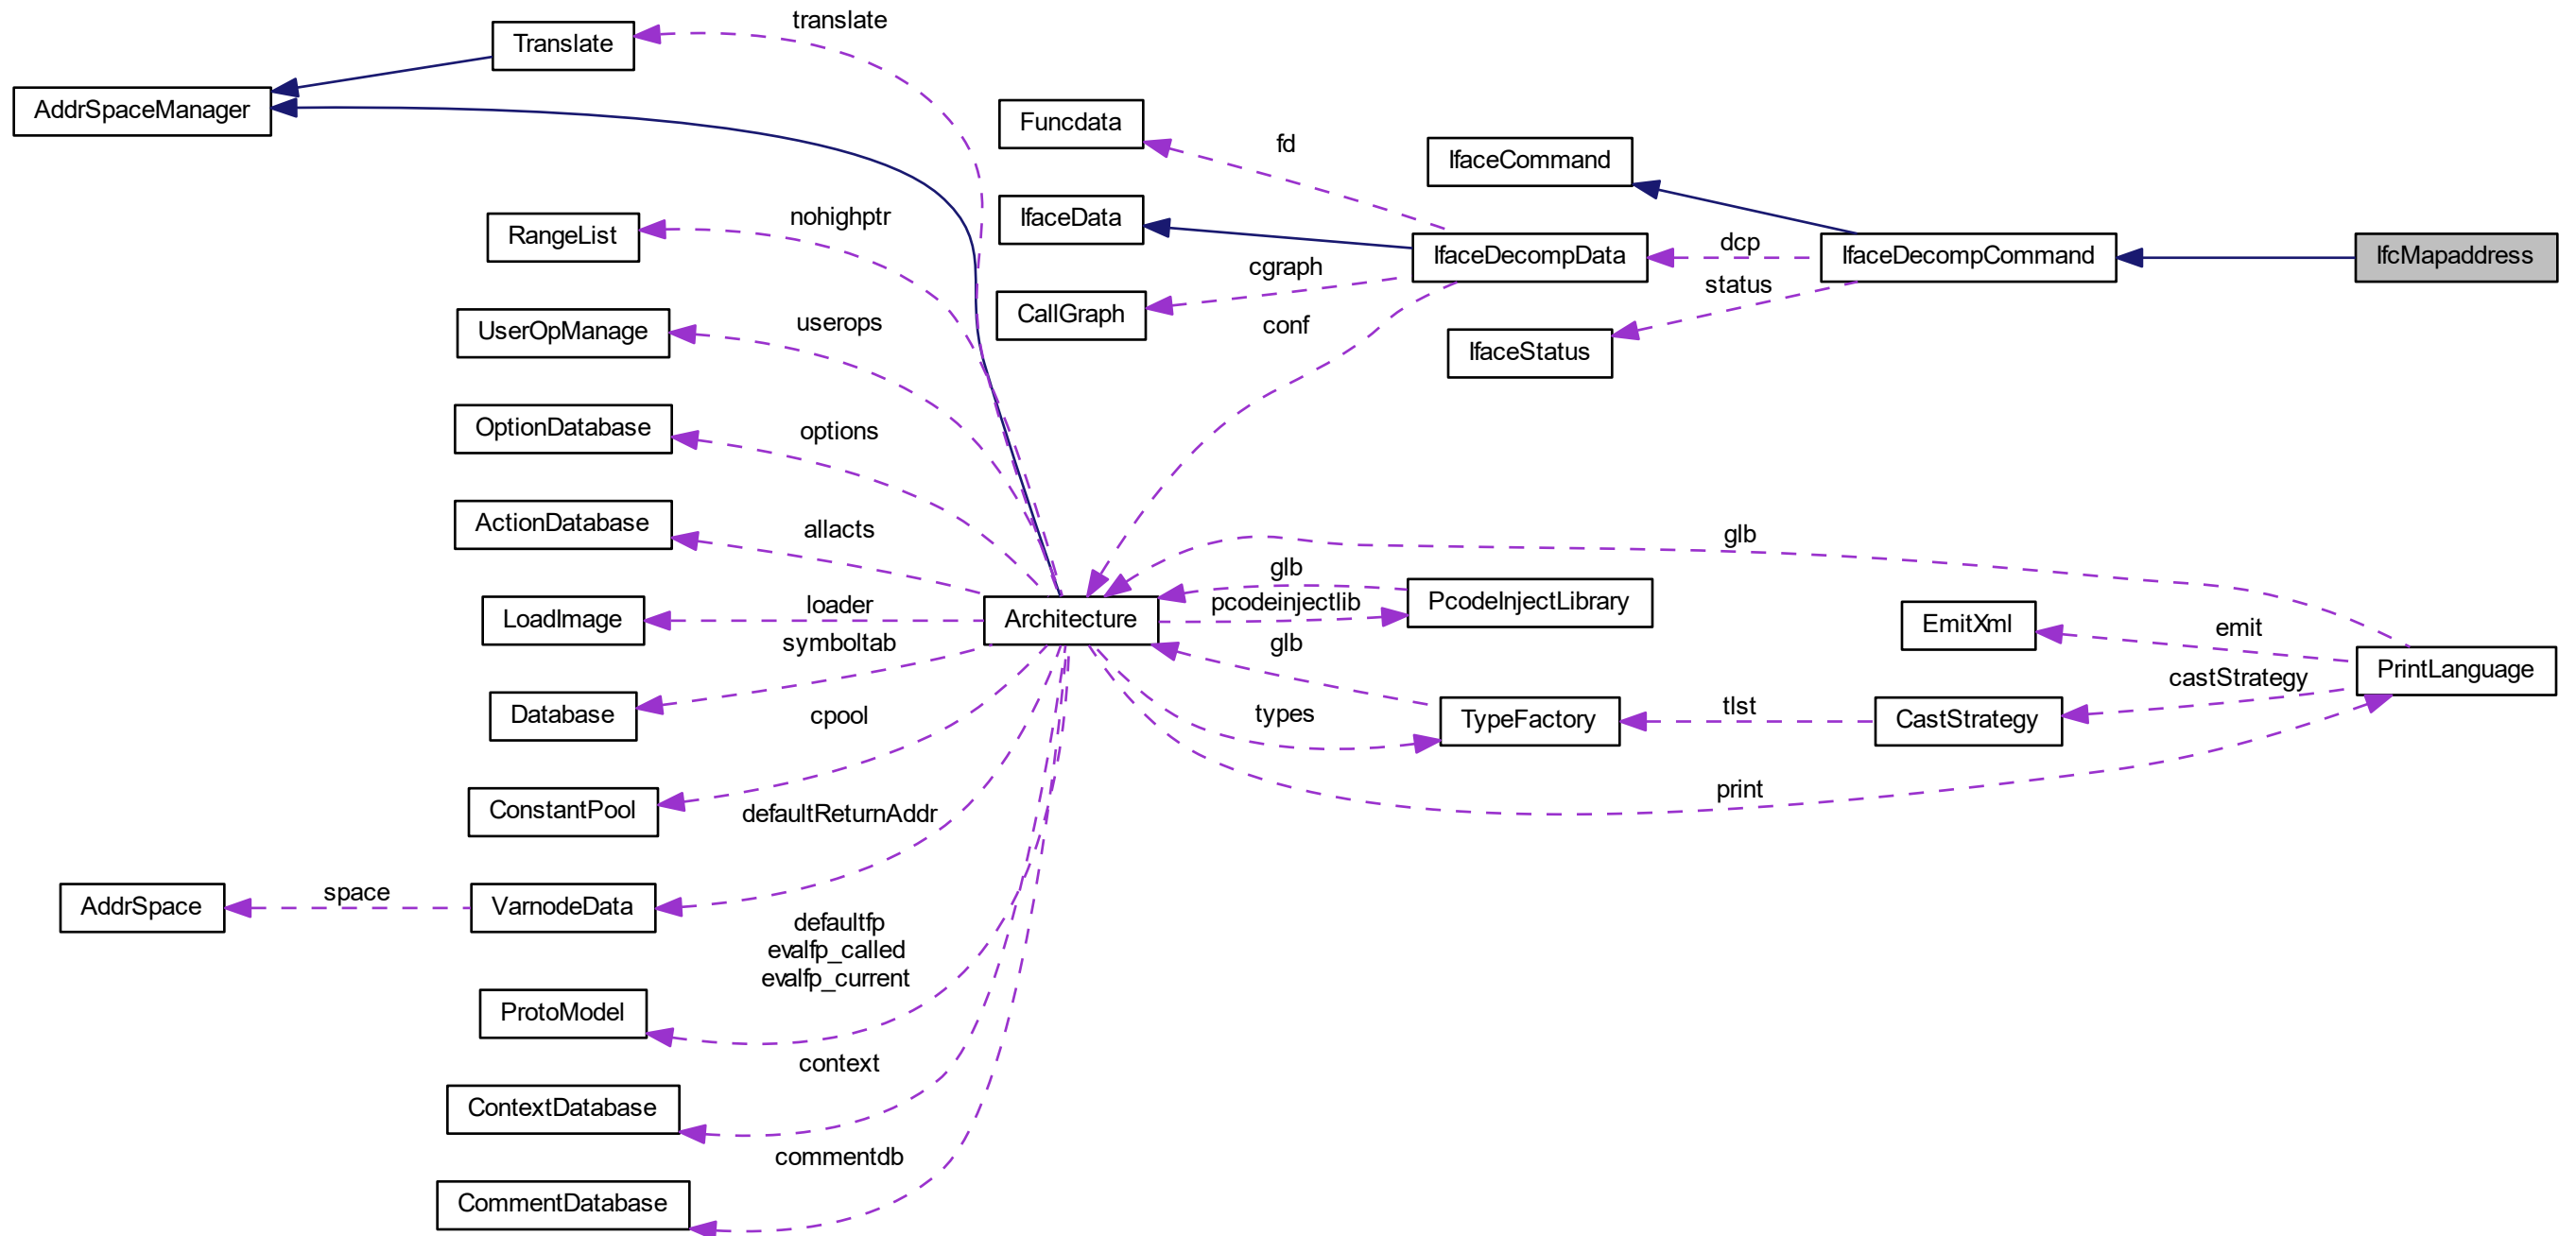 translate
Translate
AddrSpaceManager
Funcdata
fd
IfaceCommand
nohighptr
RangeList
IfaceData
IfaceDecompData
dcp
IfaceDecompCommand
IfcMapaddress
cgraph
status
CallGraph
conf
IfaceStatus
userops
UserOpManage
options
OptionDatabase
allacts
ActionDatabase
glb
glb
loader
LoadImage
Architecture
pcodeinjectlib
PcodeInjectLibrary
EmitXml
emit
symboltab
glb
PrintLanguage
castStrategy
Database
cpool
types
TypeFactory
tlst
CastStrategy
print
ConstantPool
defaultReturnAddr
AddrSpace
space
VarnodeData
defaultfp
evalfp_called
evalfp_current
ProtoModel
context
ContextDatabase
commentdb
CommentDatabase